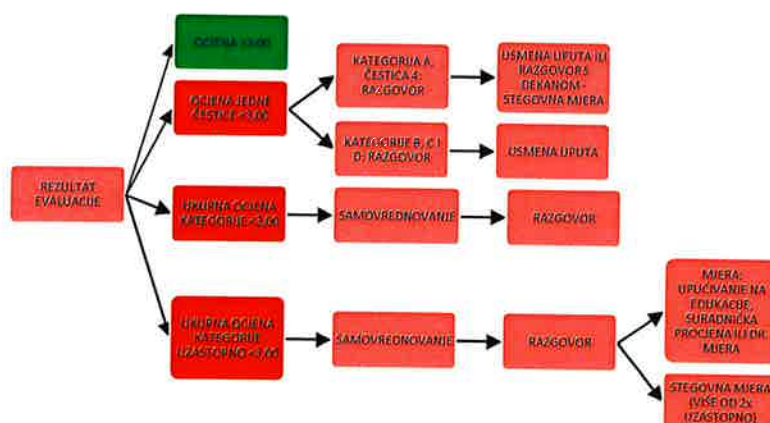 OCJENA >3,00
KATEGORIJA A,
ČESTICA 4:
RAZGOVOR
USMENA UPUTA ILI
RAZGOVOR S
DEKANOM -
STEGOVNA MJERA
OCJENA JEDNE
ČESTICE <3,00
KATEGORIJE B, C I
D: RAZGOVOR
USMENA UPUTA
REZULTAT
EVALUACIJE
UKUPNA OCJENA
KATEGORIJE <3,00
SAMOVREDNOVANJE
RAZGOVOR
MJERA:
UPUĆIVANJE NA
EDUKACIJE,
SURADNIČKA
PROCJENA ILI DR.
MJERA
UKUPNA OCJENA
KATEGORIJE
UZASTOPNO <3,00
SAMOVREDNOVANJE
RAZGOVOR
STEGOVNA MJERA
(VIŠE OD 2x
UZASTOPNO)